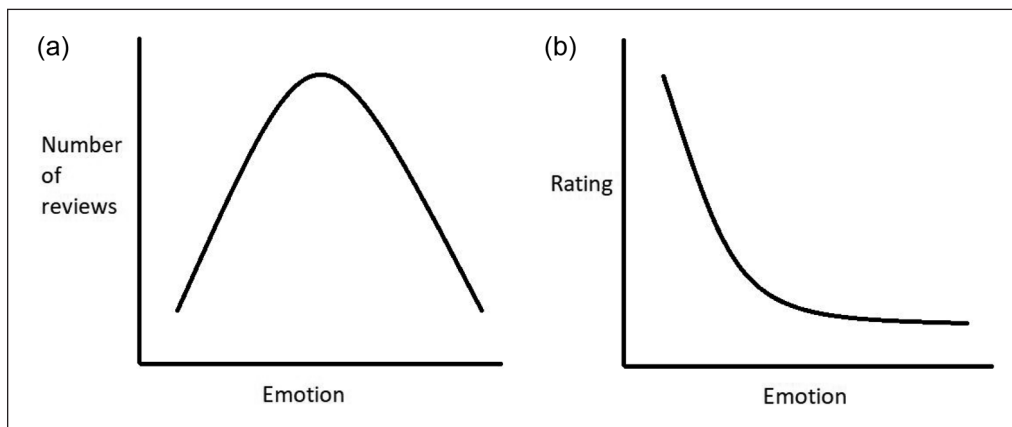 (a)
Number
of
reviews
Emotion
(b)
Rating
Emotion